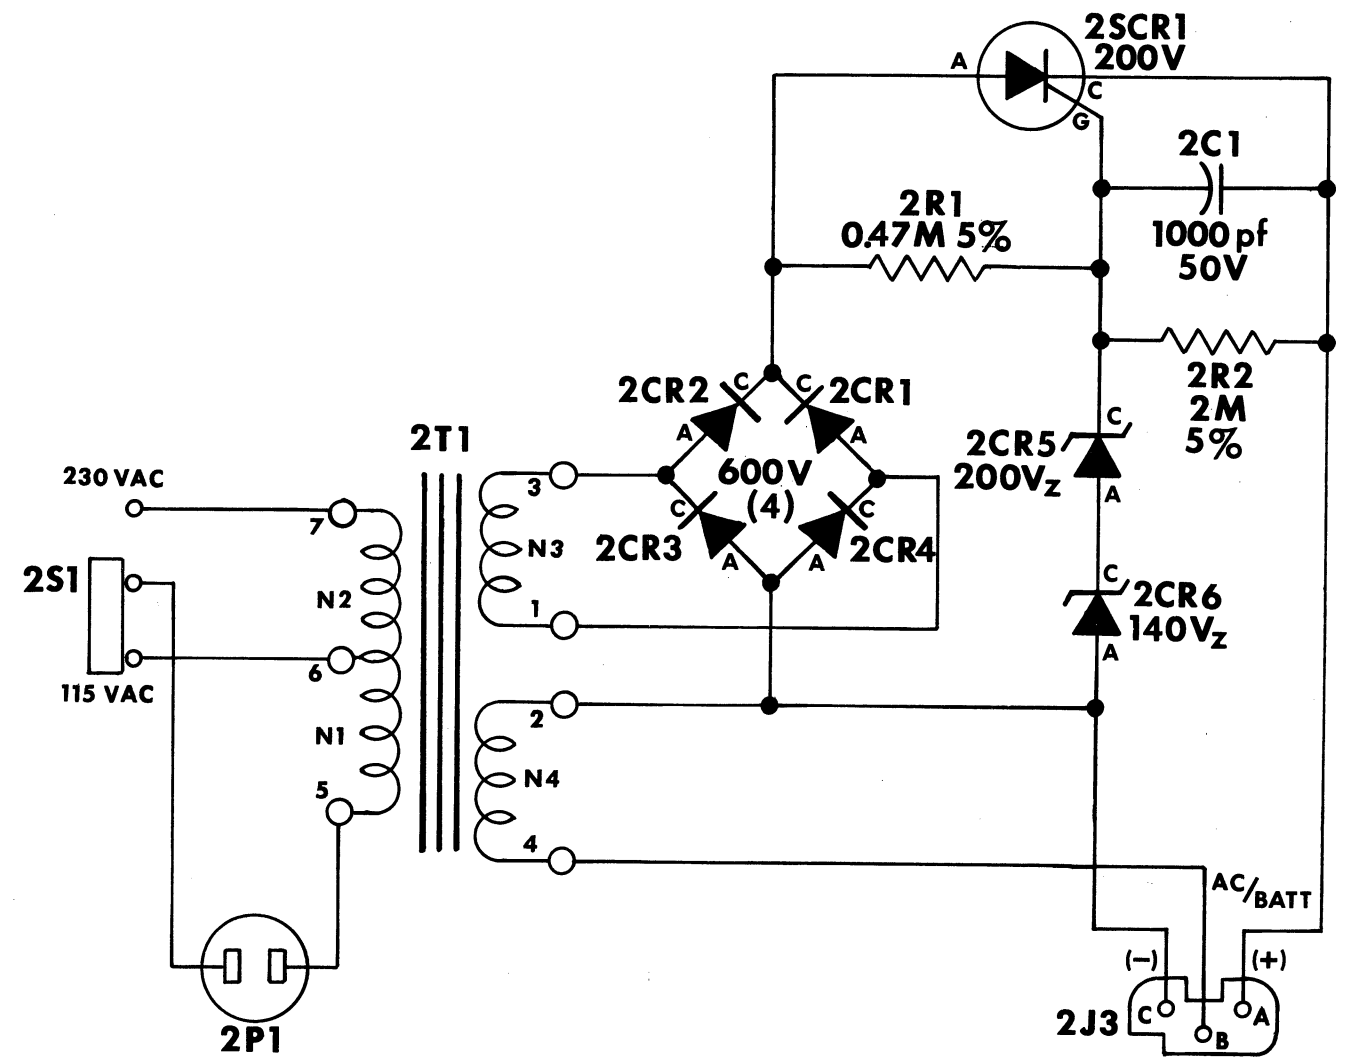 2SCR1
200V
A
C
G
2C1
1000 pf
50V
2R1
0.47M 5%
2R2
2M
5%
2CR2
C
C
2CR1
A
A
600V
(4)
C
C
2CR3
A
A
2CR4
C
2CR5
200Vz
A
C
2CR6
140Vz
A
2T1
230 VAC
7
2S1
N2
6
115 VAC
N1
5
3
N3
1
2
N4
4
2P1
AC/BATT
(−)
(+)
2J3
C
B
A